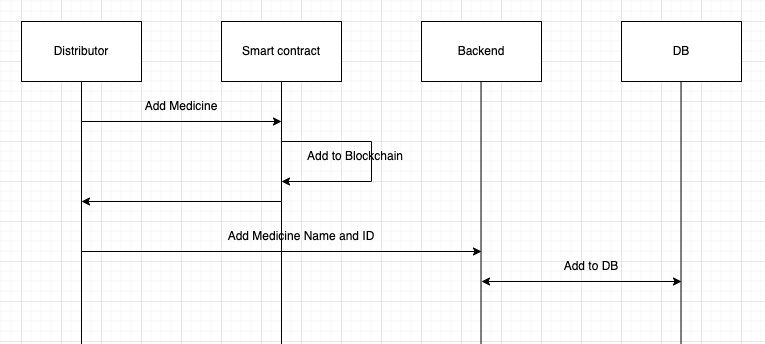 Distributor
Smart contract
Backend
DB
Add Medicine
Add to Blockchain
Add Medicine Name and ID
Add to DB